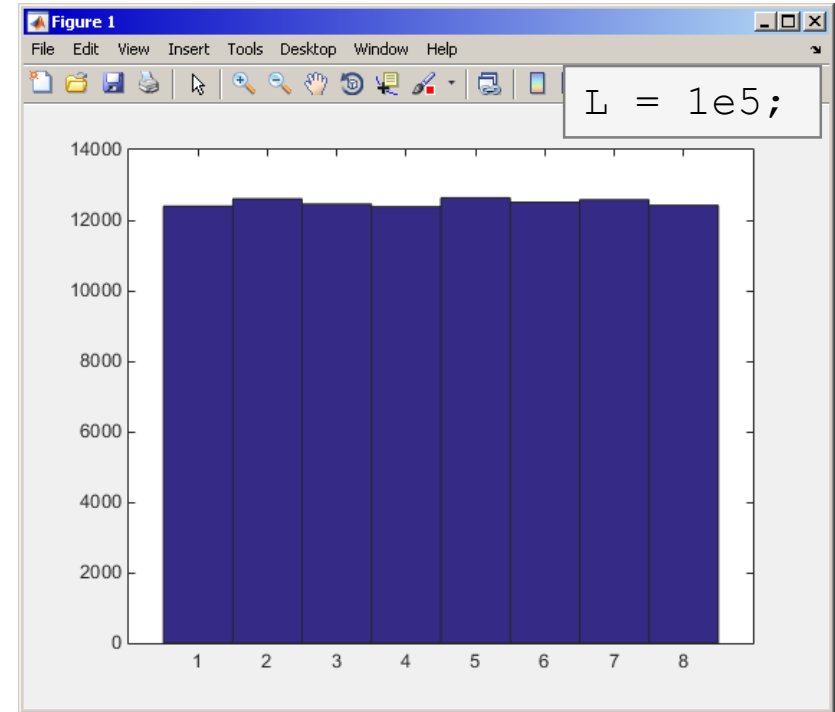 Figure 1
File Edit View Insert Tools Desktop Window Help
L = 1e5;
14000
12000
10000
8000
6000
4000
2000
0
1 2 3 4 5 6 7 8